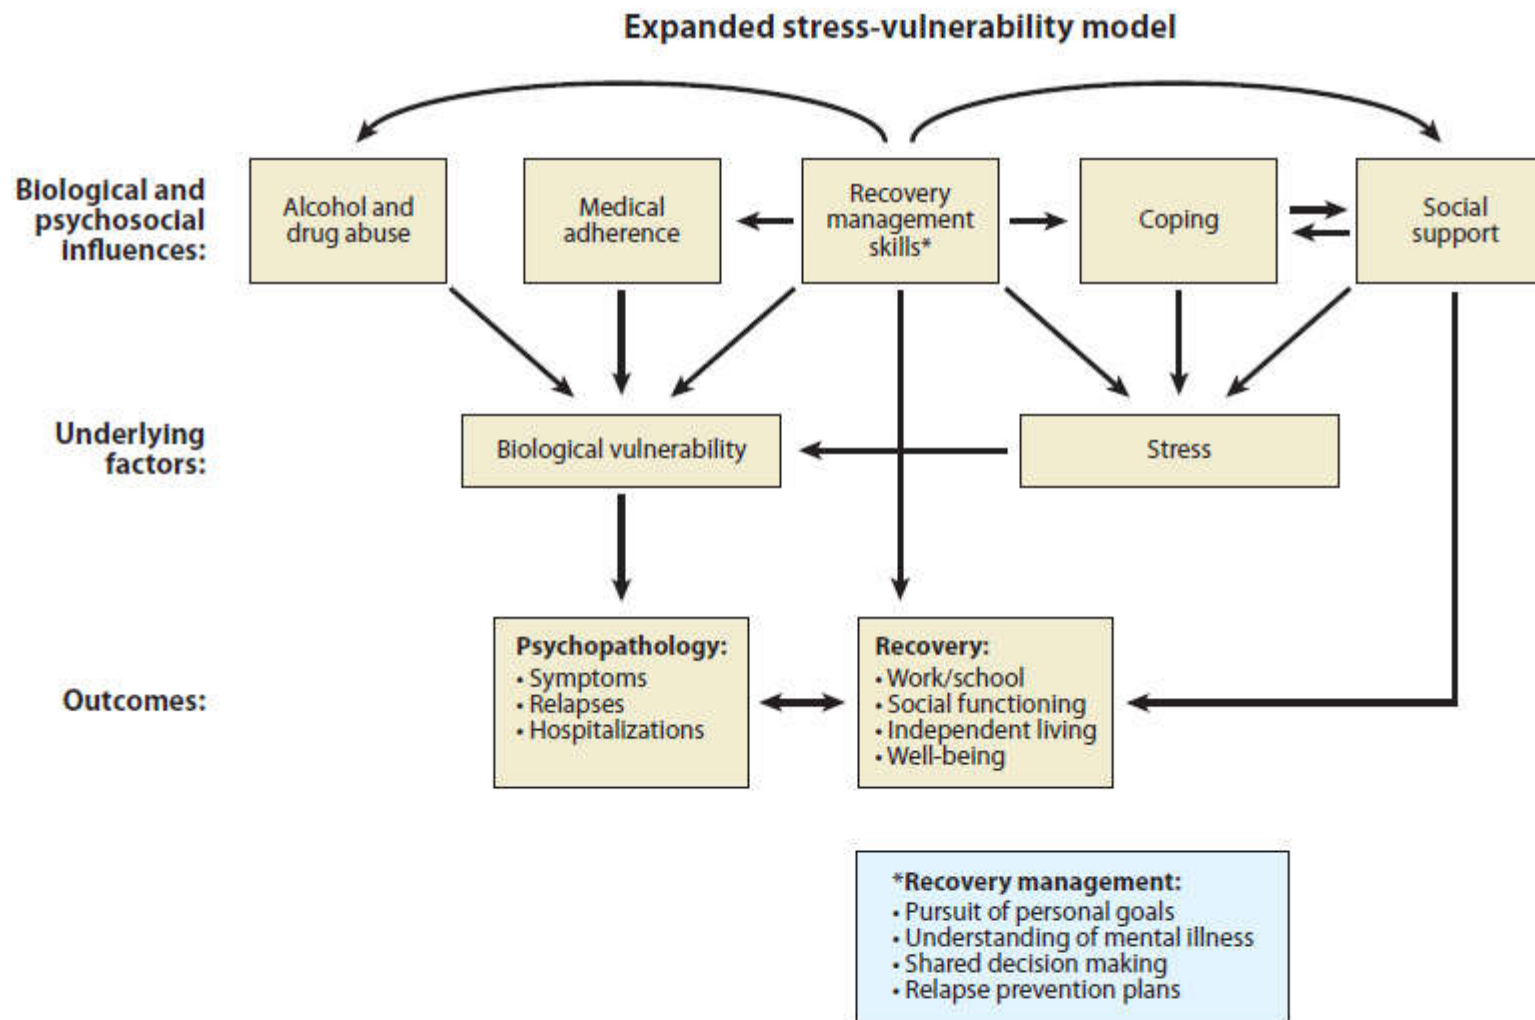 Expanded stress-vulnerability model
Biological and
psychosocial
influences:
Alcohol and
drug abuse
Medical
adherence
Recovery
management
skills*
Coping
Social
support
Underlying
factors:
Biological vulnerability
Stress
Outcomes:
Psychopathology:
• Symptoms
• Relapses
• Hospitalizations
Recovery:
• Work/school
• Social functioning
• Independent living
• Well-being
*Recovery management:
• Pursuit of personal goals
• Understanding of mental illness
• Shared decision making
• Relapse prevention plans